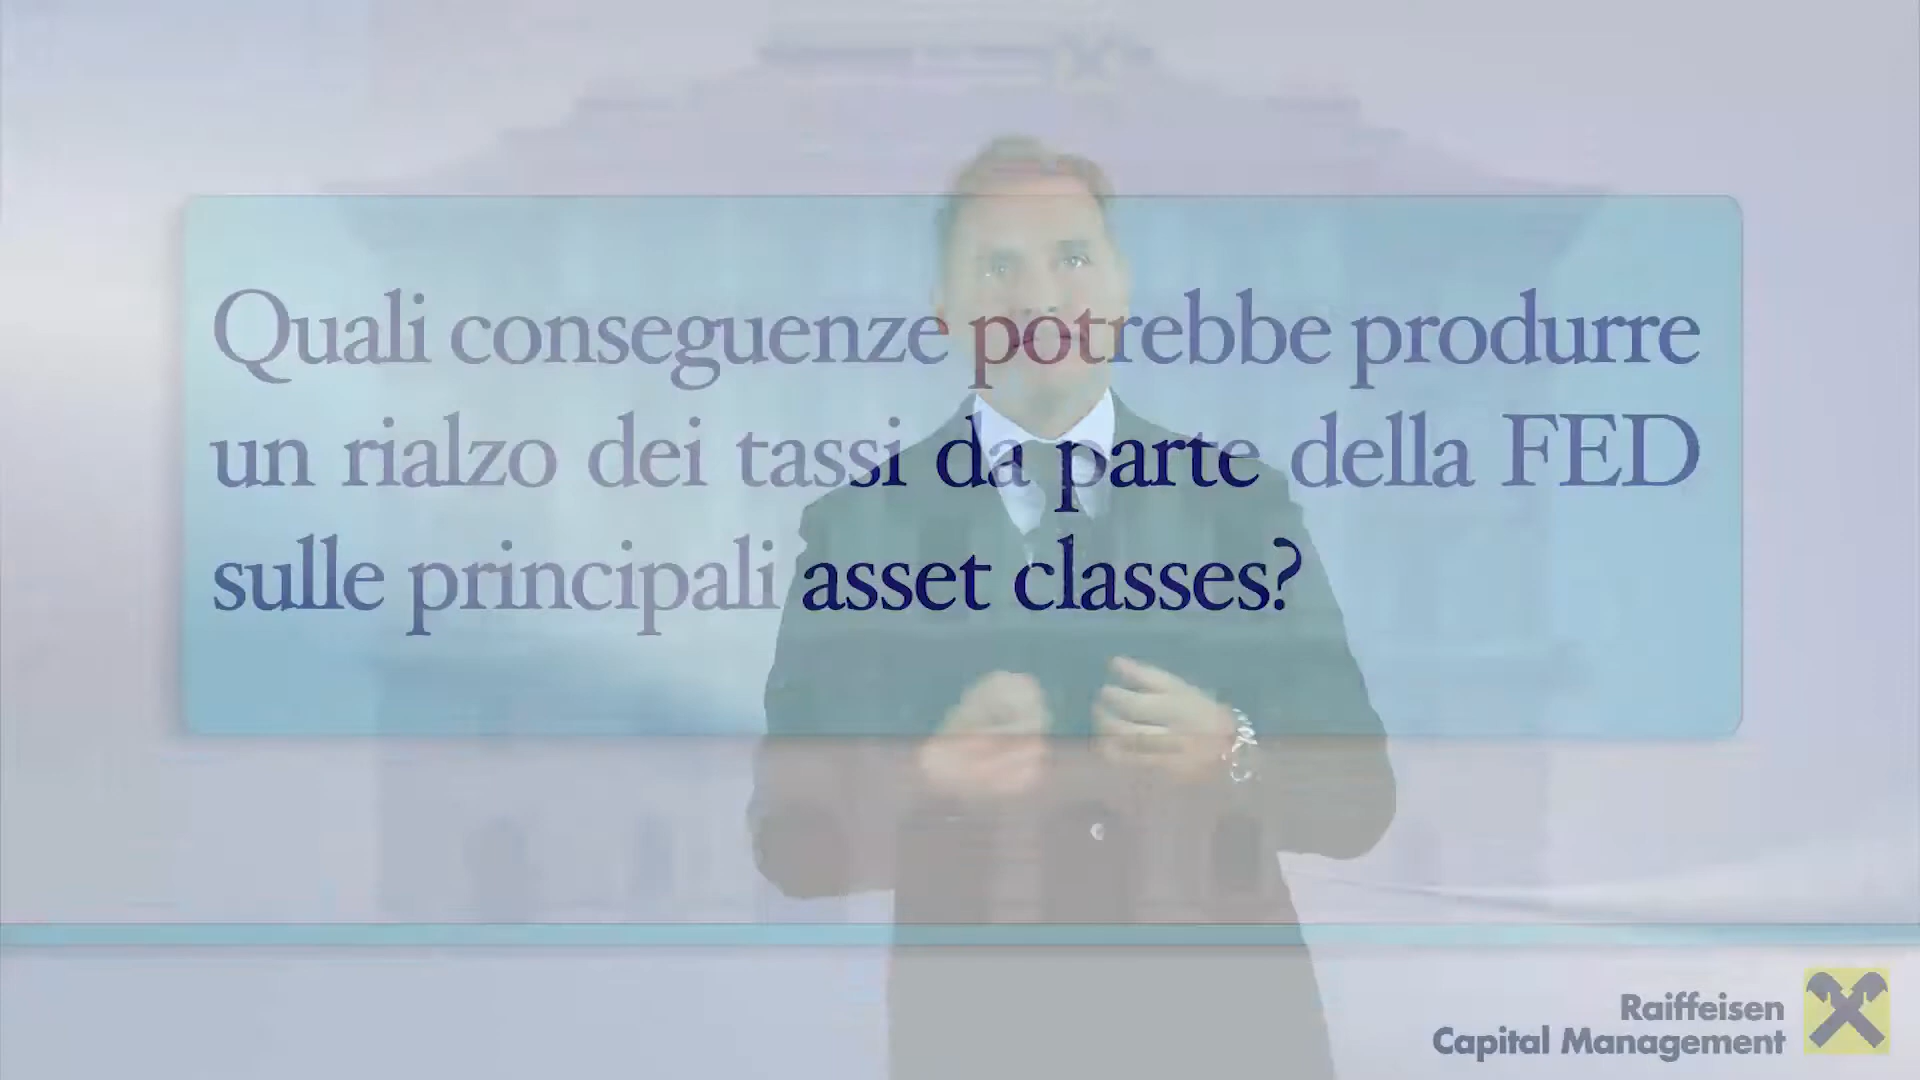 Quali conseguenze potrebbe produrre
un rialzo dei tassi da parte della FED
sulle principali asset classes?
Raiffeisen
Capital Management